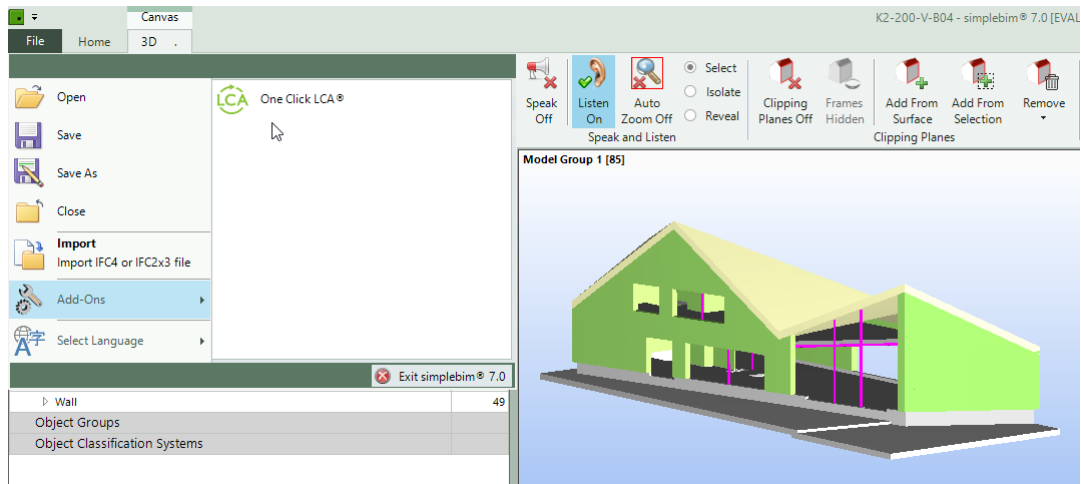 Canvas
K2-200-V-B04 - simplebim® 7.0 [EVAL
File
Home
3D
Open
Save
Save As
Close
Import
Import IFC4 or IFC2x3 file
Add-Ons
Select Language
LCA
One Click LCA®
Exit simplebim® 7.0
Wall 49
Object Groups
Object Classification Systems
Speak Off
Listen On
Auto Zoom Off
Select
Isolate
Reveal
Speak and Listen
Clipping Planes Off
Frames Hidden
Add From Surface
Add From Selection
Remove
Clipping Planes
Model Group 1 [85]